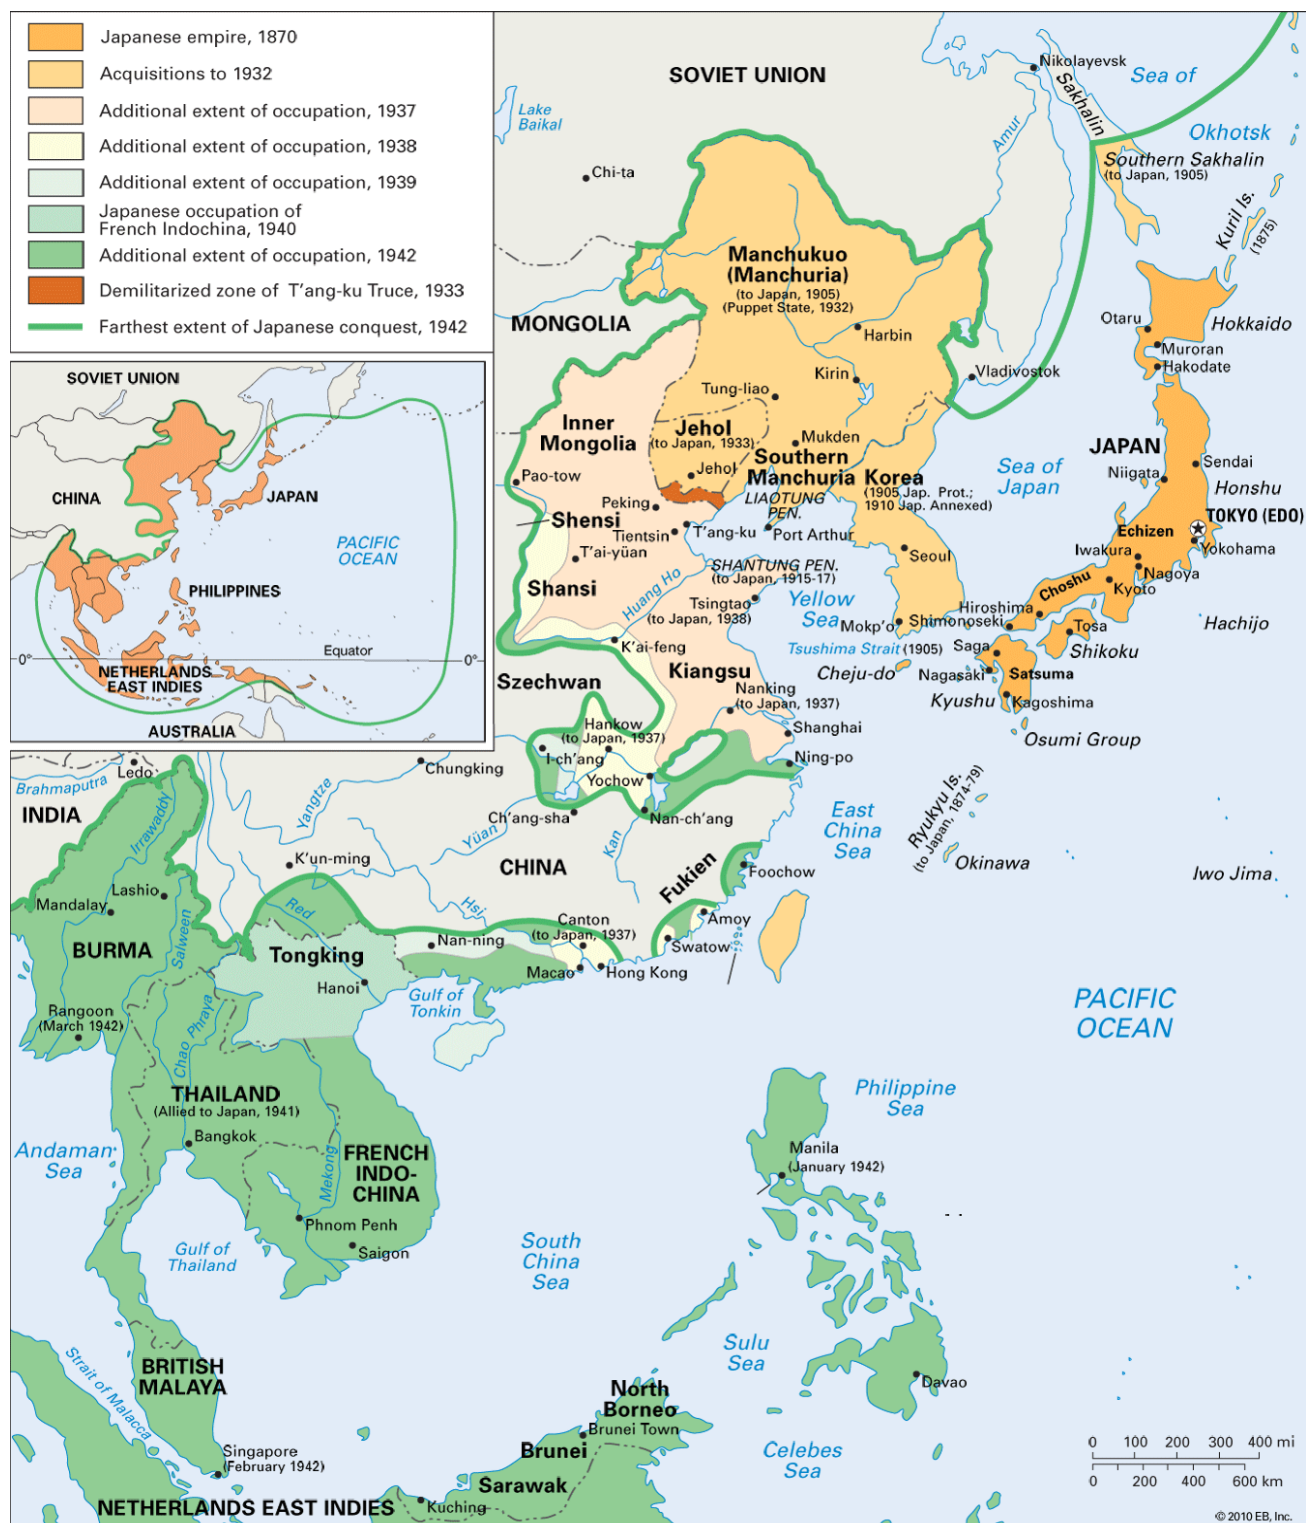 Japanese empire, 1870
Acquisitions to 1932
Additional extent of occupation, 1937
Additional extent of occupation, 1938
Additional extent of occupation, 1939
Japanese occupation of
French Indochina, 1940
Additional extent of occupation, 1942
Demilitarized zone of T'ang-ku Truce, 1933
Farthest extent of Japanese conquest, 1942
SOVIET UNION
CHINA
JAPAN
PACIFIC
OCEAN
PHILIPPINES
Equator
0°
0°
NETHERLANDS
EAST INDIES
AUSTRALIA
SOVIET UNION
Nikolayevsk
Sea of
Okhotsk
Sakhalin
Lake
Baikal
Amur
Chi-ta
Southern Sakhalin
(to Japan, 1905)
Kuril Is.
(1875)
Manchukuo
(Manchuria)
(to Japan, 1905)
(Puppet State, 1932)
MONGOLIA
Harbin
Otaru
Hokkaido
Muroran
Hakodate
Kirin
Vladivostok
Tung-liao
Inner
Mongolia
Jehol
(to Japan, 1933)
Mukden
JAPAN
Sendai
Niigata
Honshu
Sea of
Japan
Jehol
Southern
Manchuria
Korea
(1905 Jap. Prot.;
1910 Jap. Annexed)
Pao-tow
LIAOTUNG
PEN.
Peking
TOKYO (EDO)
Shensi
Tientsin
T'ang-ku
Port Arthur
Echizen
Yokohama
T'ai-yüan
Seoul
Iwakura
Nagoya
Kyoto
Choshu
SHANTUNG PEN.
(to Japan, 1915-17)
Shansi
Huang Ho
Tsingtao
(to Japan, 1938)
Yellow
Sea
Hiroshima
Shimonoseki
Mokp'o
Tosa
Hachijo
Tsushima Strait (1905)
Saga
Shikoku
K'ai-feng
Cheju-do
Nagasaki
Satsuma
Kiangsu
Szechwan
Nanking
(to Japan, 1937)
Kyushu
Kagoshima
Hankow
(to Japan, 1937)
Shanghai
Osumi Group
I-ch'ang
Ning-po
Yochow
Ledo
Chungking
Brahmaputra
INDIA
Yangtze
Ch'ang-sha
Nan-ch'ang
Ryukyu Is.
(to Japan, 1874-79)
Irrawaddy
Yüan
Kan
East
China
Sea
K'un-ming
CHINA
Okinawa
Iwo Jima
Foochow
Fukien
Lashio
Mandalay
Red
Hsi
Canton
(to Japan, 1937)
Amoy
Swatow
1895
BURMA
Salween
Tongking
Nan-ning
Macao
Hong Kong
Hanoi
Gulf of
Tonkin
PACIFIC
OCEAN
Rangoon
(March 1942)
Chao Phraya
THAILAND
(Allied to Japan, 1941)
Philippine
Sea
Bangkok
Andaman
Sea
Mekong
FRENCH
INDO-
CHINA
Manila
(January 1942)
Phnom Penh
Saigon
Gulf of
Thailand
South
China
Sea
Sulu
Sea
BRITISH
MALAYA
Strait of Malacca
Davao
North
Borneo
Brunei Town
Brunei
Celebes
Sea
Singapore
(February 1942)
Sarawak
NETHERLANDS EAST INDIES
Kuching
0 100 200 300 400 mi
0 200 400 600 km
© 2010 EB, Inc.